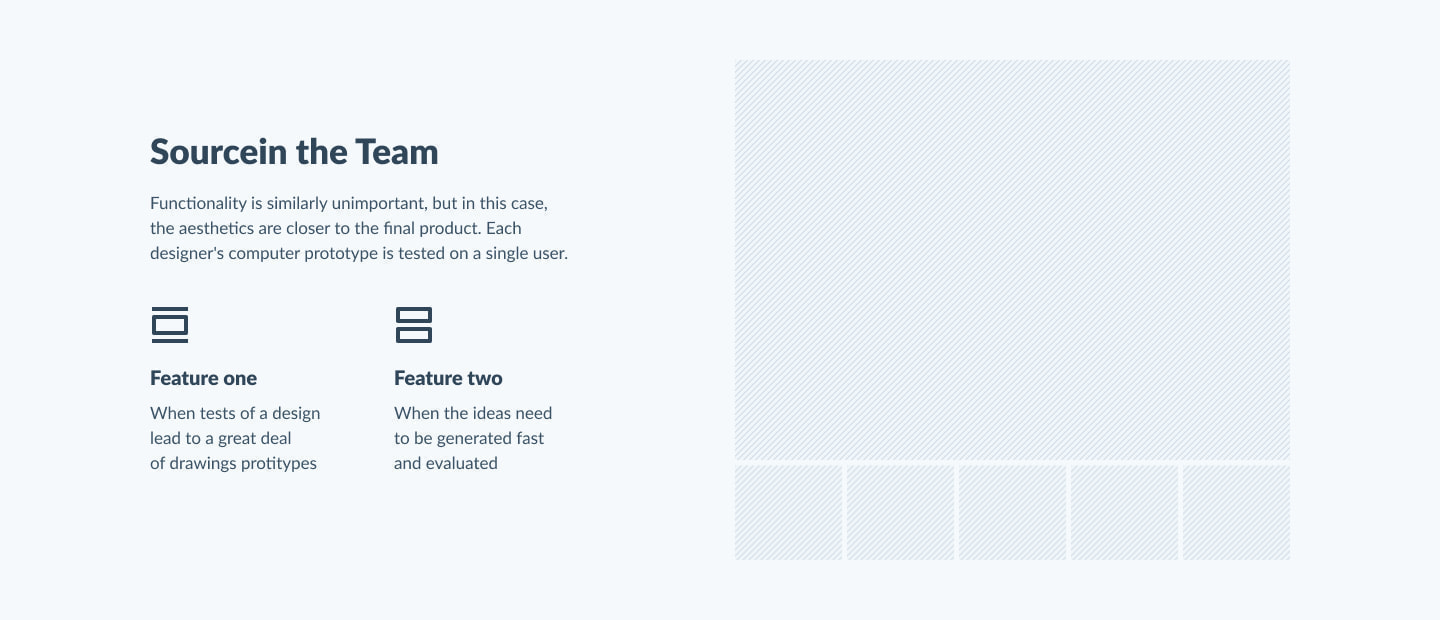 Sourcein the Team
Functionality is similarly unimportant, but in this case,
the aesthetics are closer to the final product. Each
designer's computer prototype is tested on a single user.
Feature one
When tests of a design
lead to a great deal
of drawings protitypes
Feature two
When the ideas need
to be generated fast
and evaluated